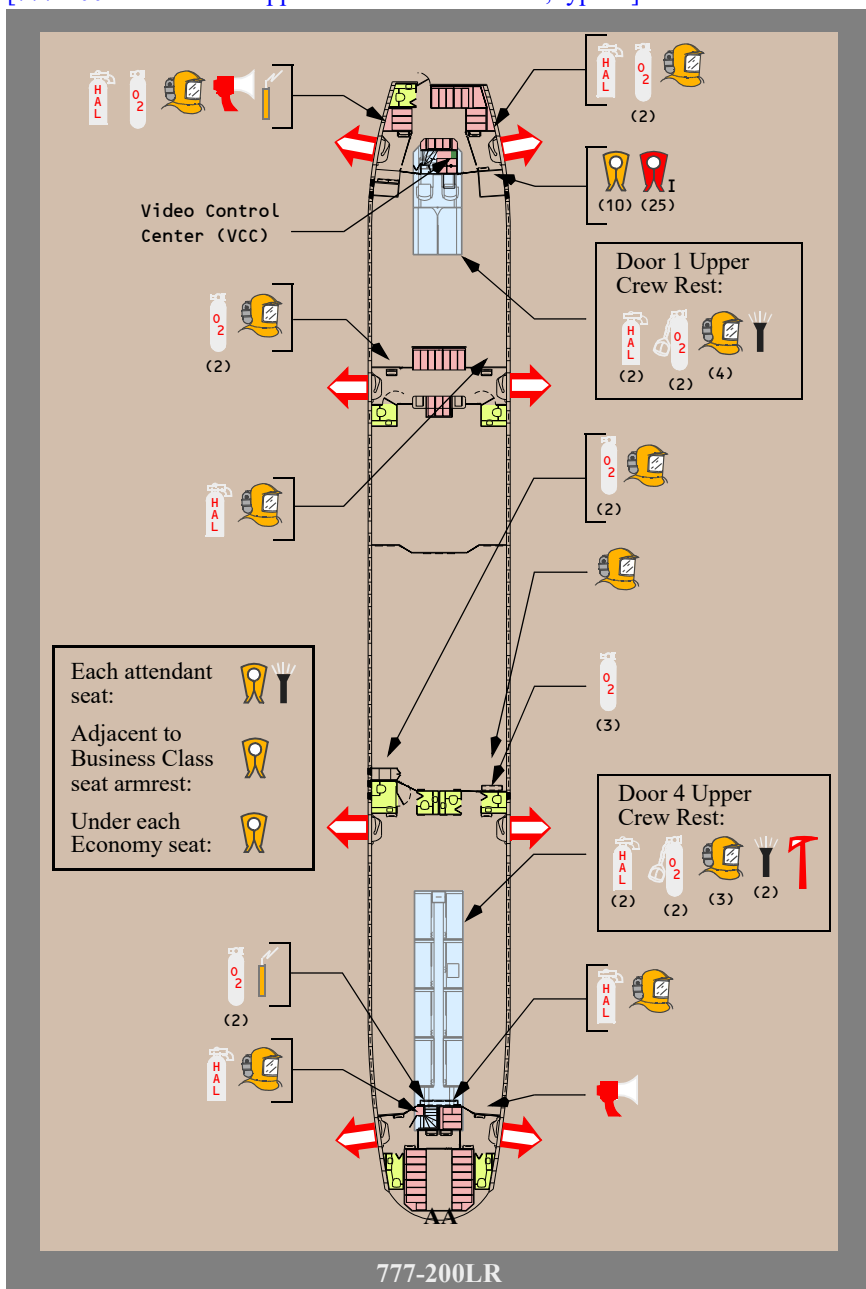 HAL
O2
HAL
O2
(2)
(10) (25) I
Video Control
Center (VCC)
Door 1 Upper
Crew Rest:
HAL
O2
(2) (2) (4)
O2
(2)
HAL
O2
(2)
O2
(3)
Each attendant
seat:
Adjacent to
Business Class
seat armrest:
Under each
Economy seat:
Door 4 Upper
Crew Rest:
HAL
O2
(2) (2) (3) (2)
O2
(2)
HAL
HAL
AA
777-200LR